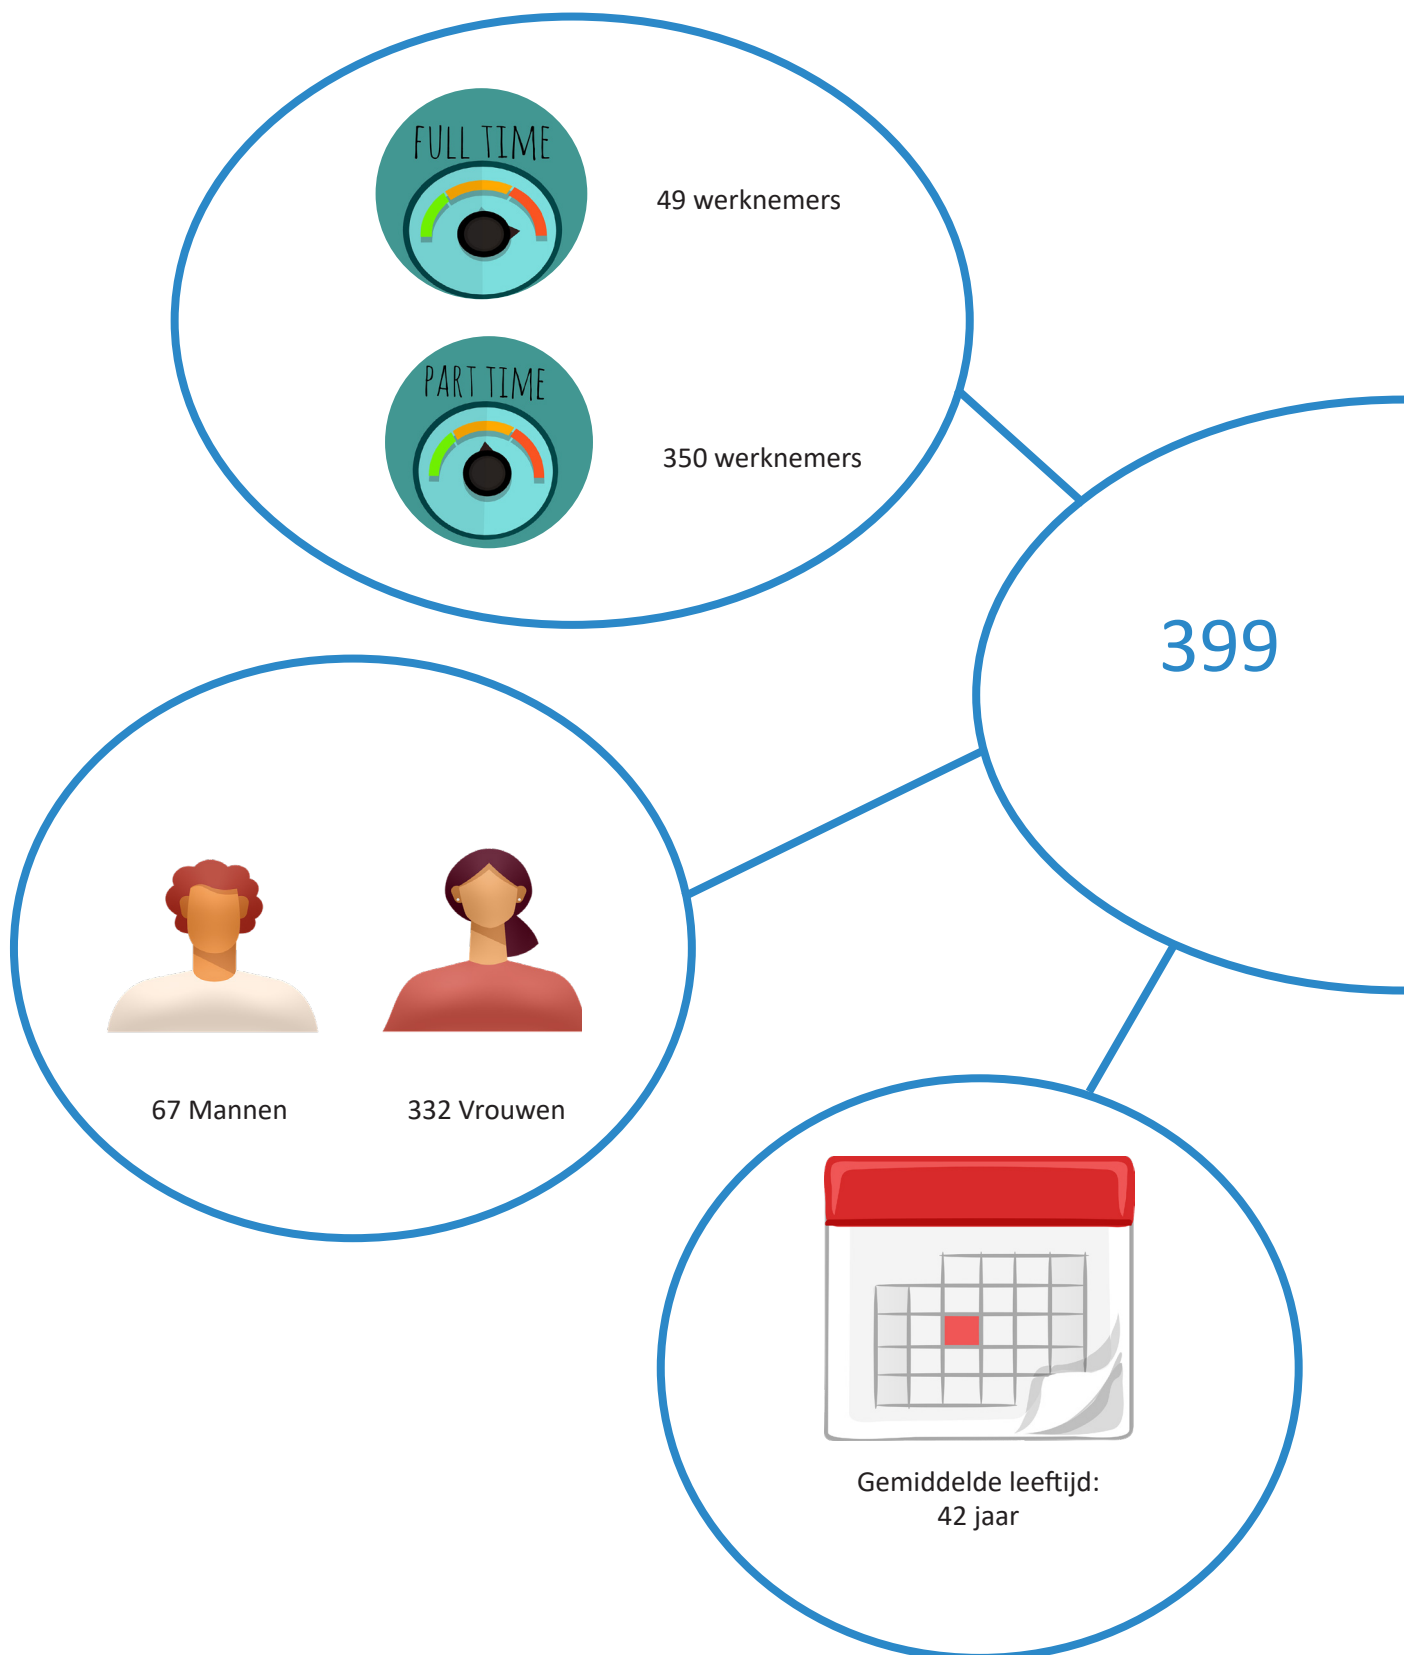 FULL TIME
49 werknemers
PART TIME
350 werknemers
399
67 Mannen
332 Vrouwen
Gemiddelde leeftijd:
42 jaar